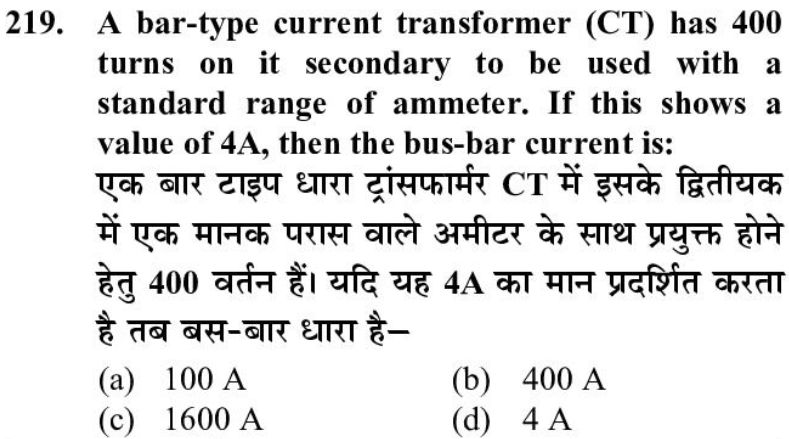 219. A bar-type current transformer (CT) has 400
turns on it secondary to be used with a
standard range of ammeter. If this shows a
value of 4A, then the bus-bar current is:
एक बार टाइप धारा ट्रांसफार्मर CT में इसके द्वितीयक
में एक मानक परास वाले अमीटर के साथ प्रयुक्त होने
हेतु 400 वर्तन हैं। यदि यह 4A का मान प्रदर्शित करता
है तब बस-बार धारा है–
(a) 100 A (b) 400 A
(c) 1600 A (d) 4 A